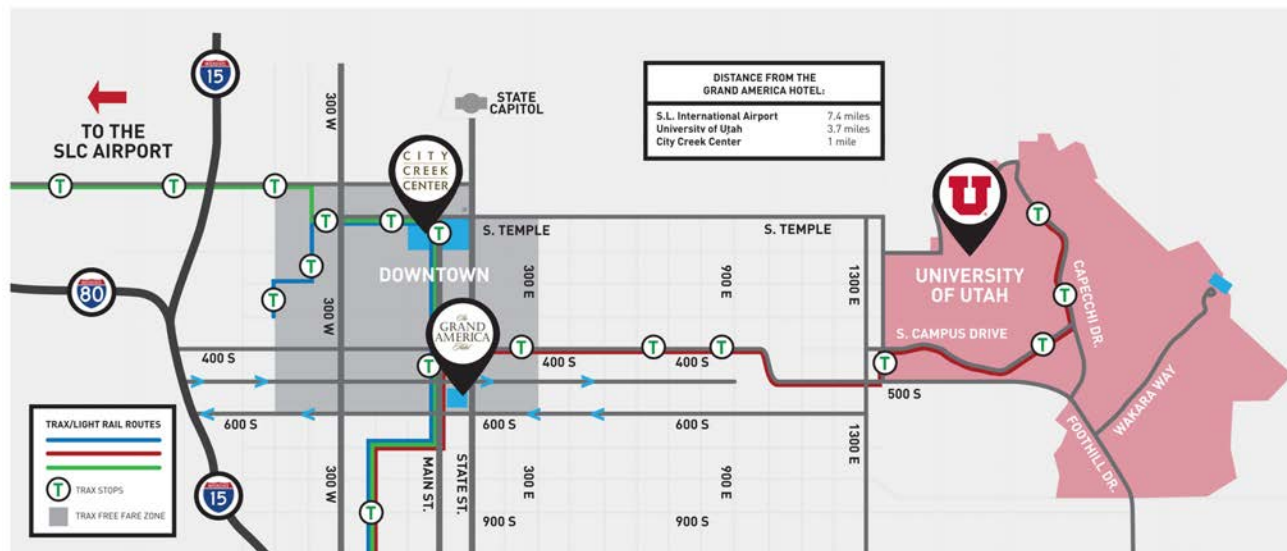 INTERSTATE
15
TO THE
SLC AIRPORT
300 W
STATE
CAPITOL
CITY
CREEK
CENTER
DISTANCE FROM THE
GRAND AMERICA HOTEL:
S.L. International Airport 7.4 miles
University of Utah 3.7 miles
City Creek Center 1 mile
U
T
T
T
T
T
T
T
T
T
S. TEMPLE
S. TEMPLE
DOWNTOWN
300 W
300 E
900 E
1300 E
UNIVERSITY
OF UTAH
CAPECCHI DR.
80
The
GRAND
AMERICA
Hotel
T
T
T
T
T
T
T
S. CAMPUS DRIVE
400 S
400 S
400 S
500 S
600 S
600 S
600 S
TRAX/LIGHT RAIL ROUTES
T TRAX STOPS
TRAX FREE FARE ZONE
15
300 W
T
MAIN ST.
STATE ST.
300 E
900 E
1300 E
900 S
900 S
FOOTHILL DR.
WAKARA WAY